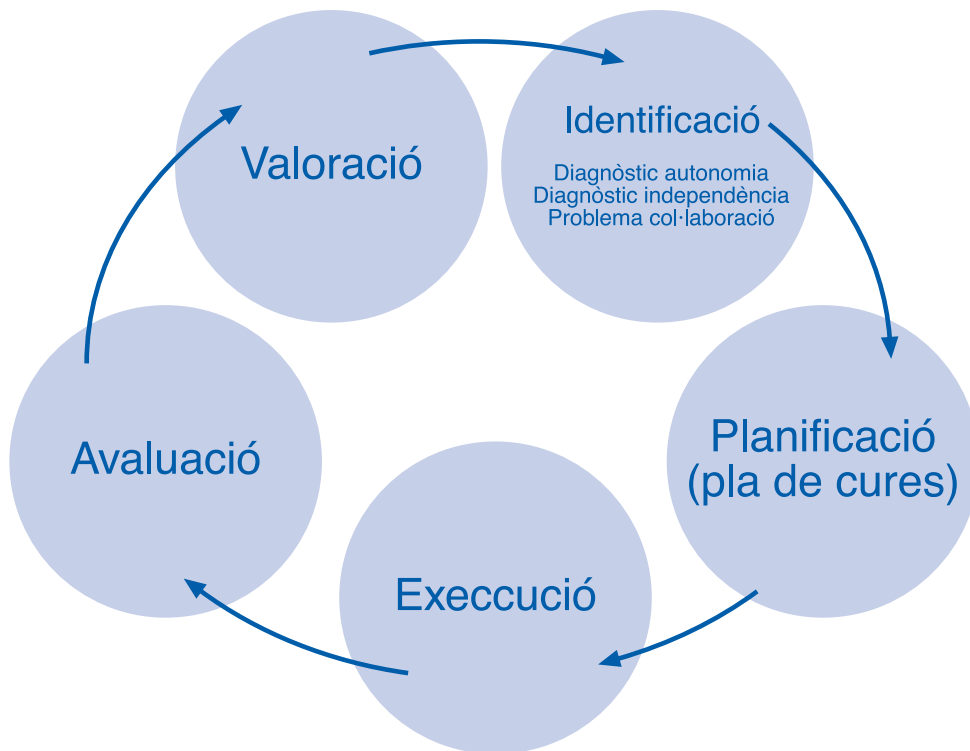 Valoració
Identificació
Diagnòstic autonomia
Diagnòstic independència
Problema col·laboració
Planificació
(pla de cures)
Execcució
Avaluació